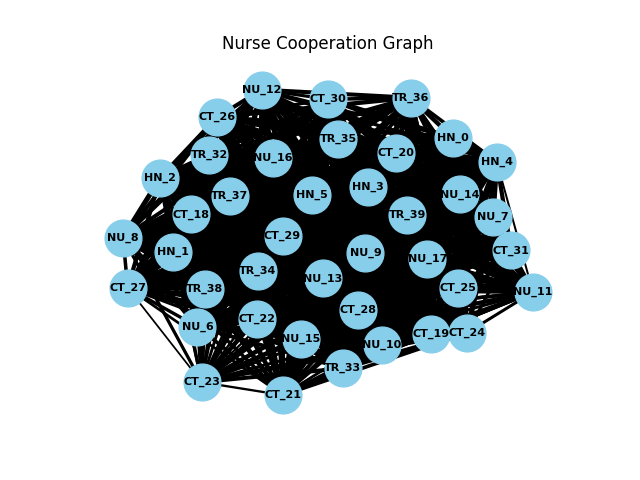 Nurse Cooperation Graph
NU_12
CT_30
TR_36
CT_26
HN_0
TR_35
TR_32
NU_16
CT_20
HN_4
HN_2
HN_3
TR_37
HN_5
NU_14
CT_18
TR_39
NU_7
NU_8
CT_29
CT_31
HN_1
NU_9
NU_17
TR_34
NU_13
CT_27
TR_38
CT_25
NU_11
CT_28
CT_22
NU_6
CT_19
CT_24
NU_15
NU_10
TR_33
CT_23
CT_21